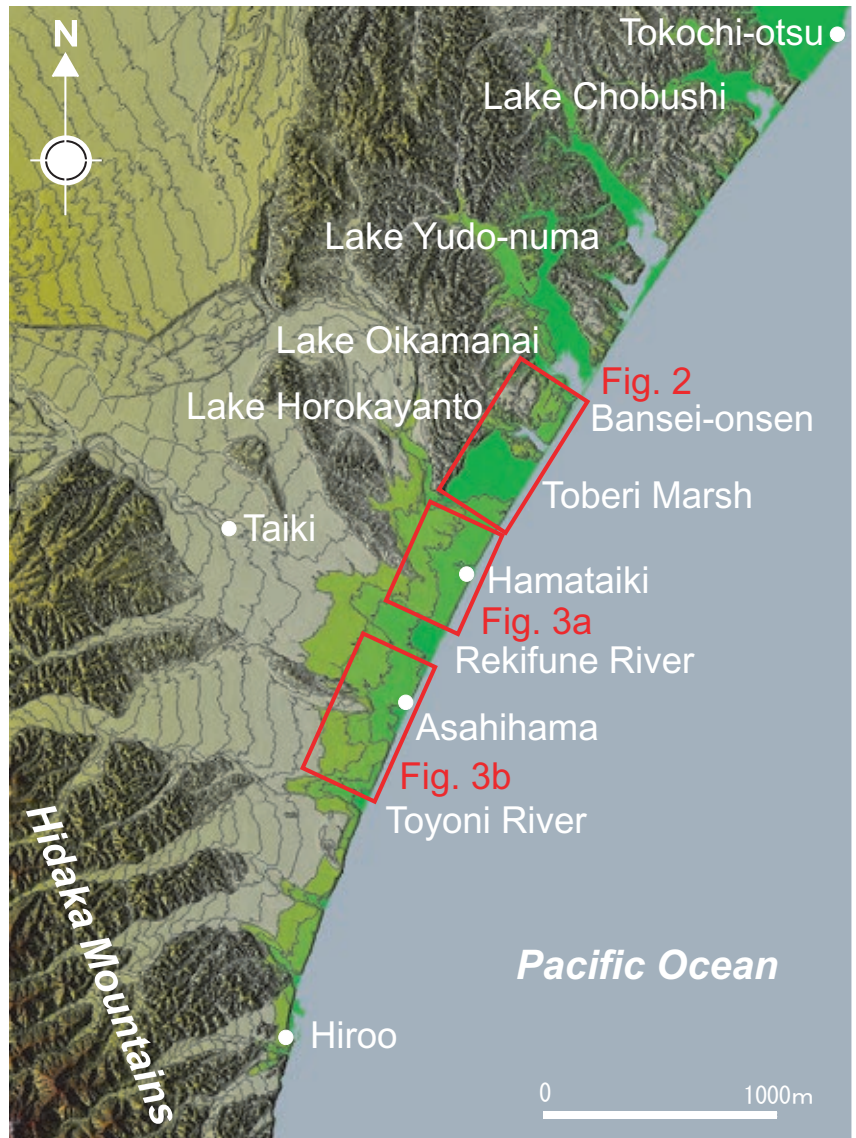 N
Tokochi-otsu
Lake Chobushi
Lake Yudo-numa
Lake Oikamanai
Fig. 2
Lake Horokayanto
Bansei-onsen
Toberi Marsh
Taiki
Hamataiki
Fig. 3a
Rekifune River
Asahihama
Fig. 3b
Toyoni River
Hidaka Mountains
Pacific Ocean
Hiroo
0 1000m